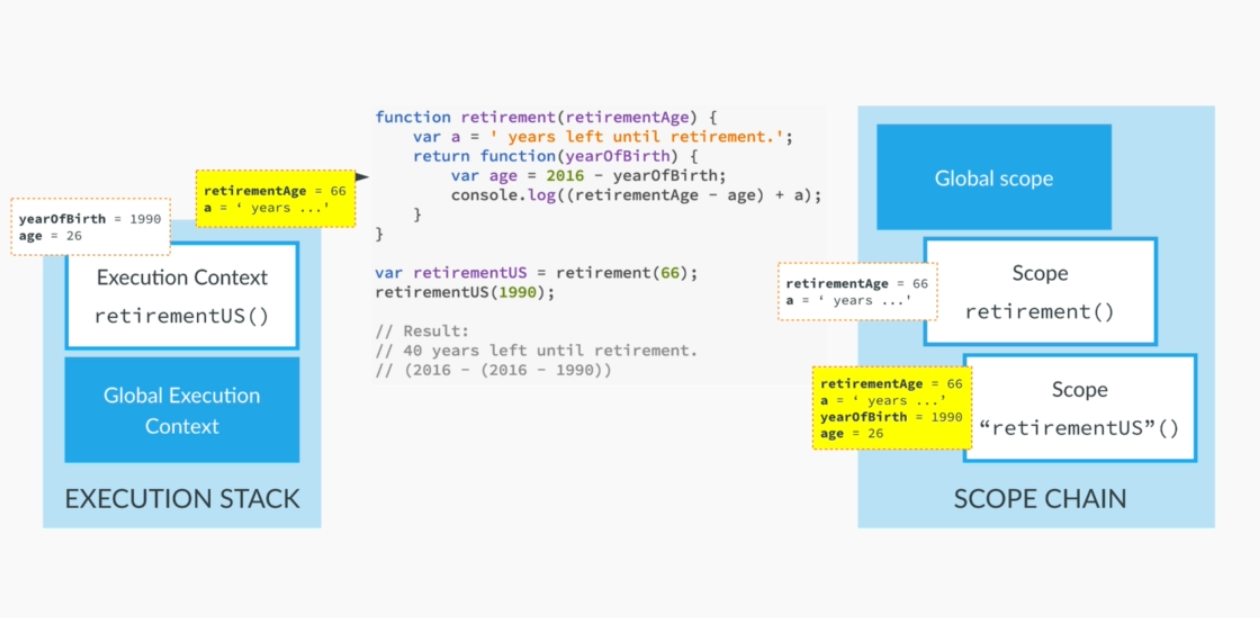 yearOfBirth = 1990
age = 26
retirementAge = 66
a = ‘ years ...'
Execution Context
retirementUS()
Global Execution
Context
EXECUTION STACK
function retirement(retirementAge) {
    var a = ' years left until retirement.';
    return function(yearOfBirth) {
        var age = 2016 - yearOfBirth;
        console.log((retirementAge - age) + a);
    }
}
var retirementUS = retirement(66);
retirementUS(1990);
// Result:
// 40 years left until retirement.
// (2016 - (2016 - 1990))
Global scope
retirementAge = 66
a = ‘ years ...'
Scope
retirement()
retirementAge = 66
a = ‘ years ...’
yearOfBirth = 1990
age = 26
Scope
“retirementUS”()
SCOPE CHAIN